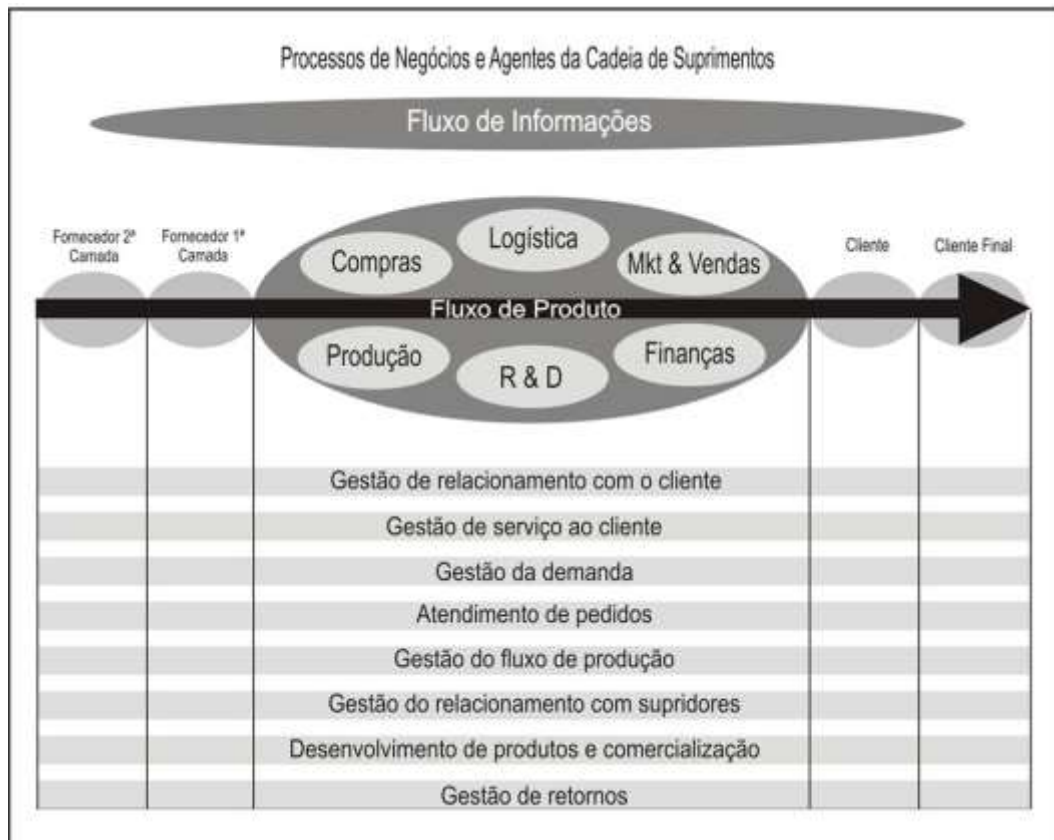 Processos de Negócios e Agentes da Cadeia de Suprimentos
Fluxo de Informações
Fornecedor 2ª
Camada
Fornecedor 1ª
Camada
Compras
Logística
Mkt & Vendas
Cliente
Cliente Final
Fluxo de Produto
Produção
R & D
Finanças
Gestão de relacionamento com o cliente
Gestão de serviço ao cliente
Gestão da demanda
Atendimento de pedidos
Gestão do fluxo de produção
Gestão do relacionamento com supridores
Desenvolvimento de produtos e comercialização
Gestão de retornos